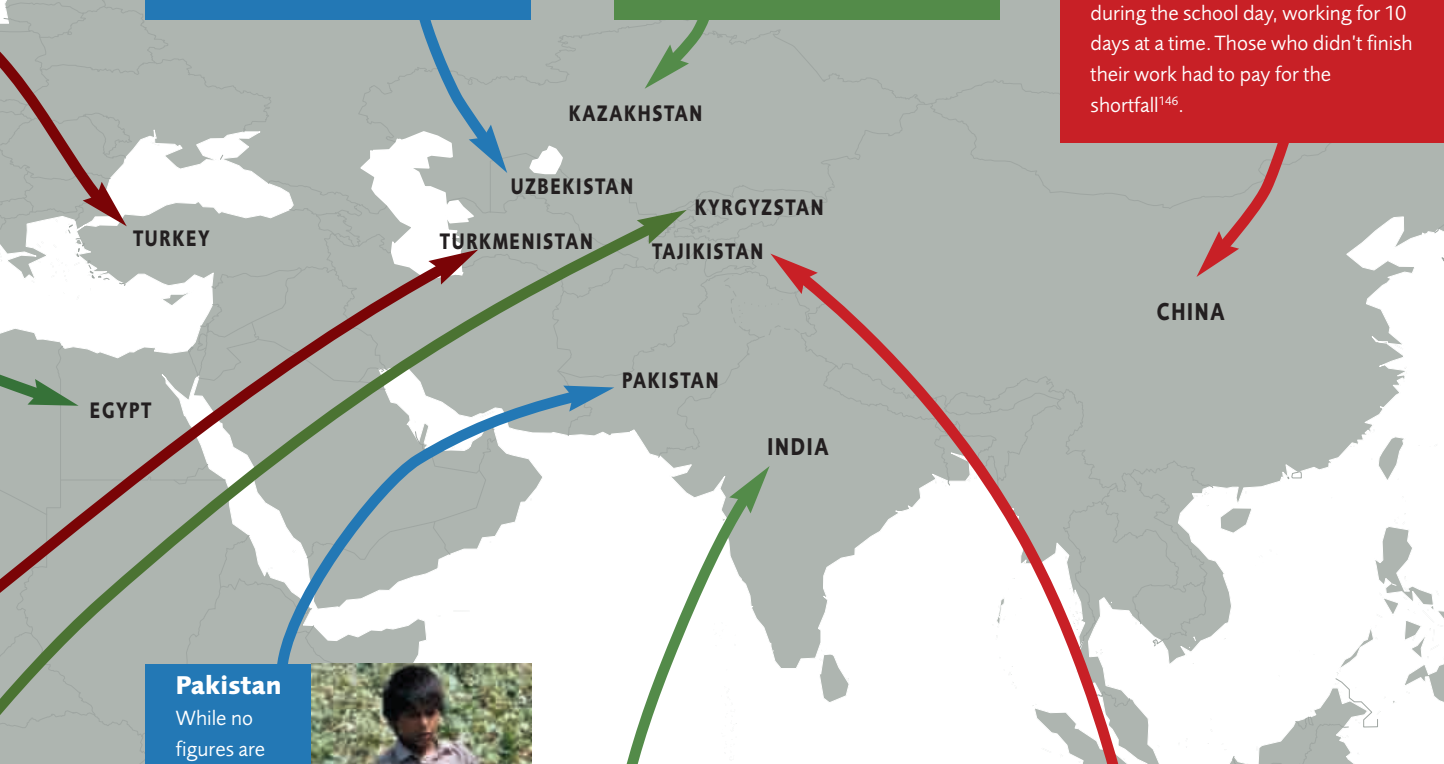 during the school day, working for 10
days at a time. Those who didn't finish
their work had to pay for the
shortfall¹⁴⁶.
KAZAKHSTAN
UZBEKISTAN
KYRGYZSTAN
TURKEY
TURKMENISTAN
TAJIKISTAN
CHINA
PAKISTAN
EGYPT
INDIA
Pakistan
While no
figures are